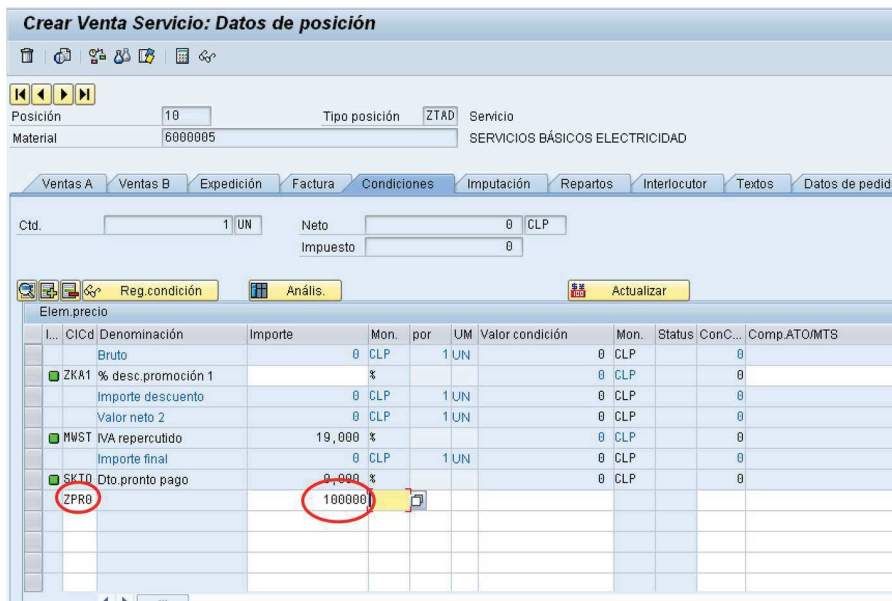 Crear Venta Servicio: Datos de posición
Posición 10 Tipo posición ZTAD Servicio
Material 6000005 SERVICIOS BÁSICOS ELECTRICIDAD
Ventas A Ventas B Expedición Factura Condiciones Imputación Repartos Interlocutor Textos Datos de pedid
Ctd. 1 UN Neto 0 CLP
Impuesto 0
Reg.condición Anális. Actualizar
Elem.precio
I... ClCd Denominación Importe Mon. por UM Valor condición Mon. Status ConC... Comp.ATO/MTS
Bruto 0 CLP 1 UN 0 CLP 0
ZKA1 % desc.promoción 1 % 0 CLP 0
Importe descuento 0 CLP 1 UN 0 CLP 0
Valor neto 2 0 CLP 1 UN 0 CLP 0
MWST IVA repercutido 19,000 % 0 CLP 0
Importe final 0 CLP 1 UN 0 CLP 0
SKTO Dto.pronto pago 0,000 % 0 CLP 0
ZPR0 100000